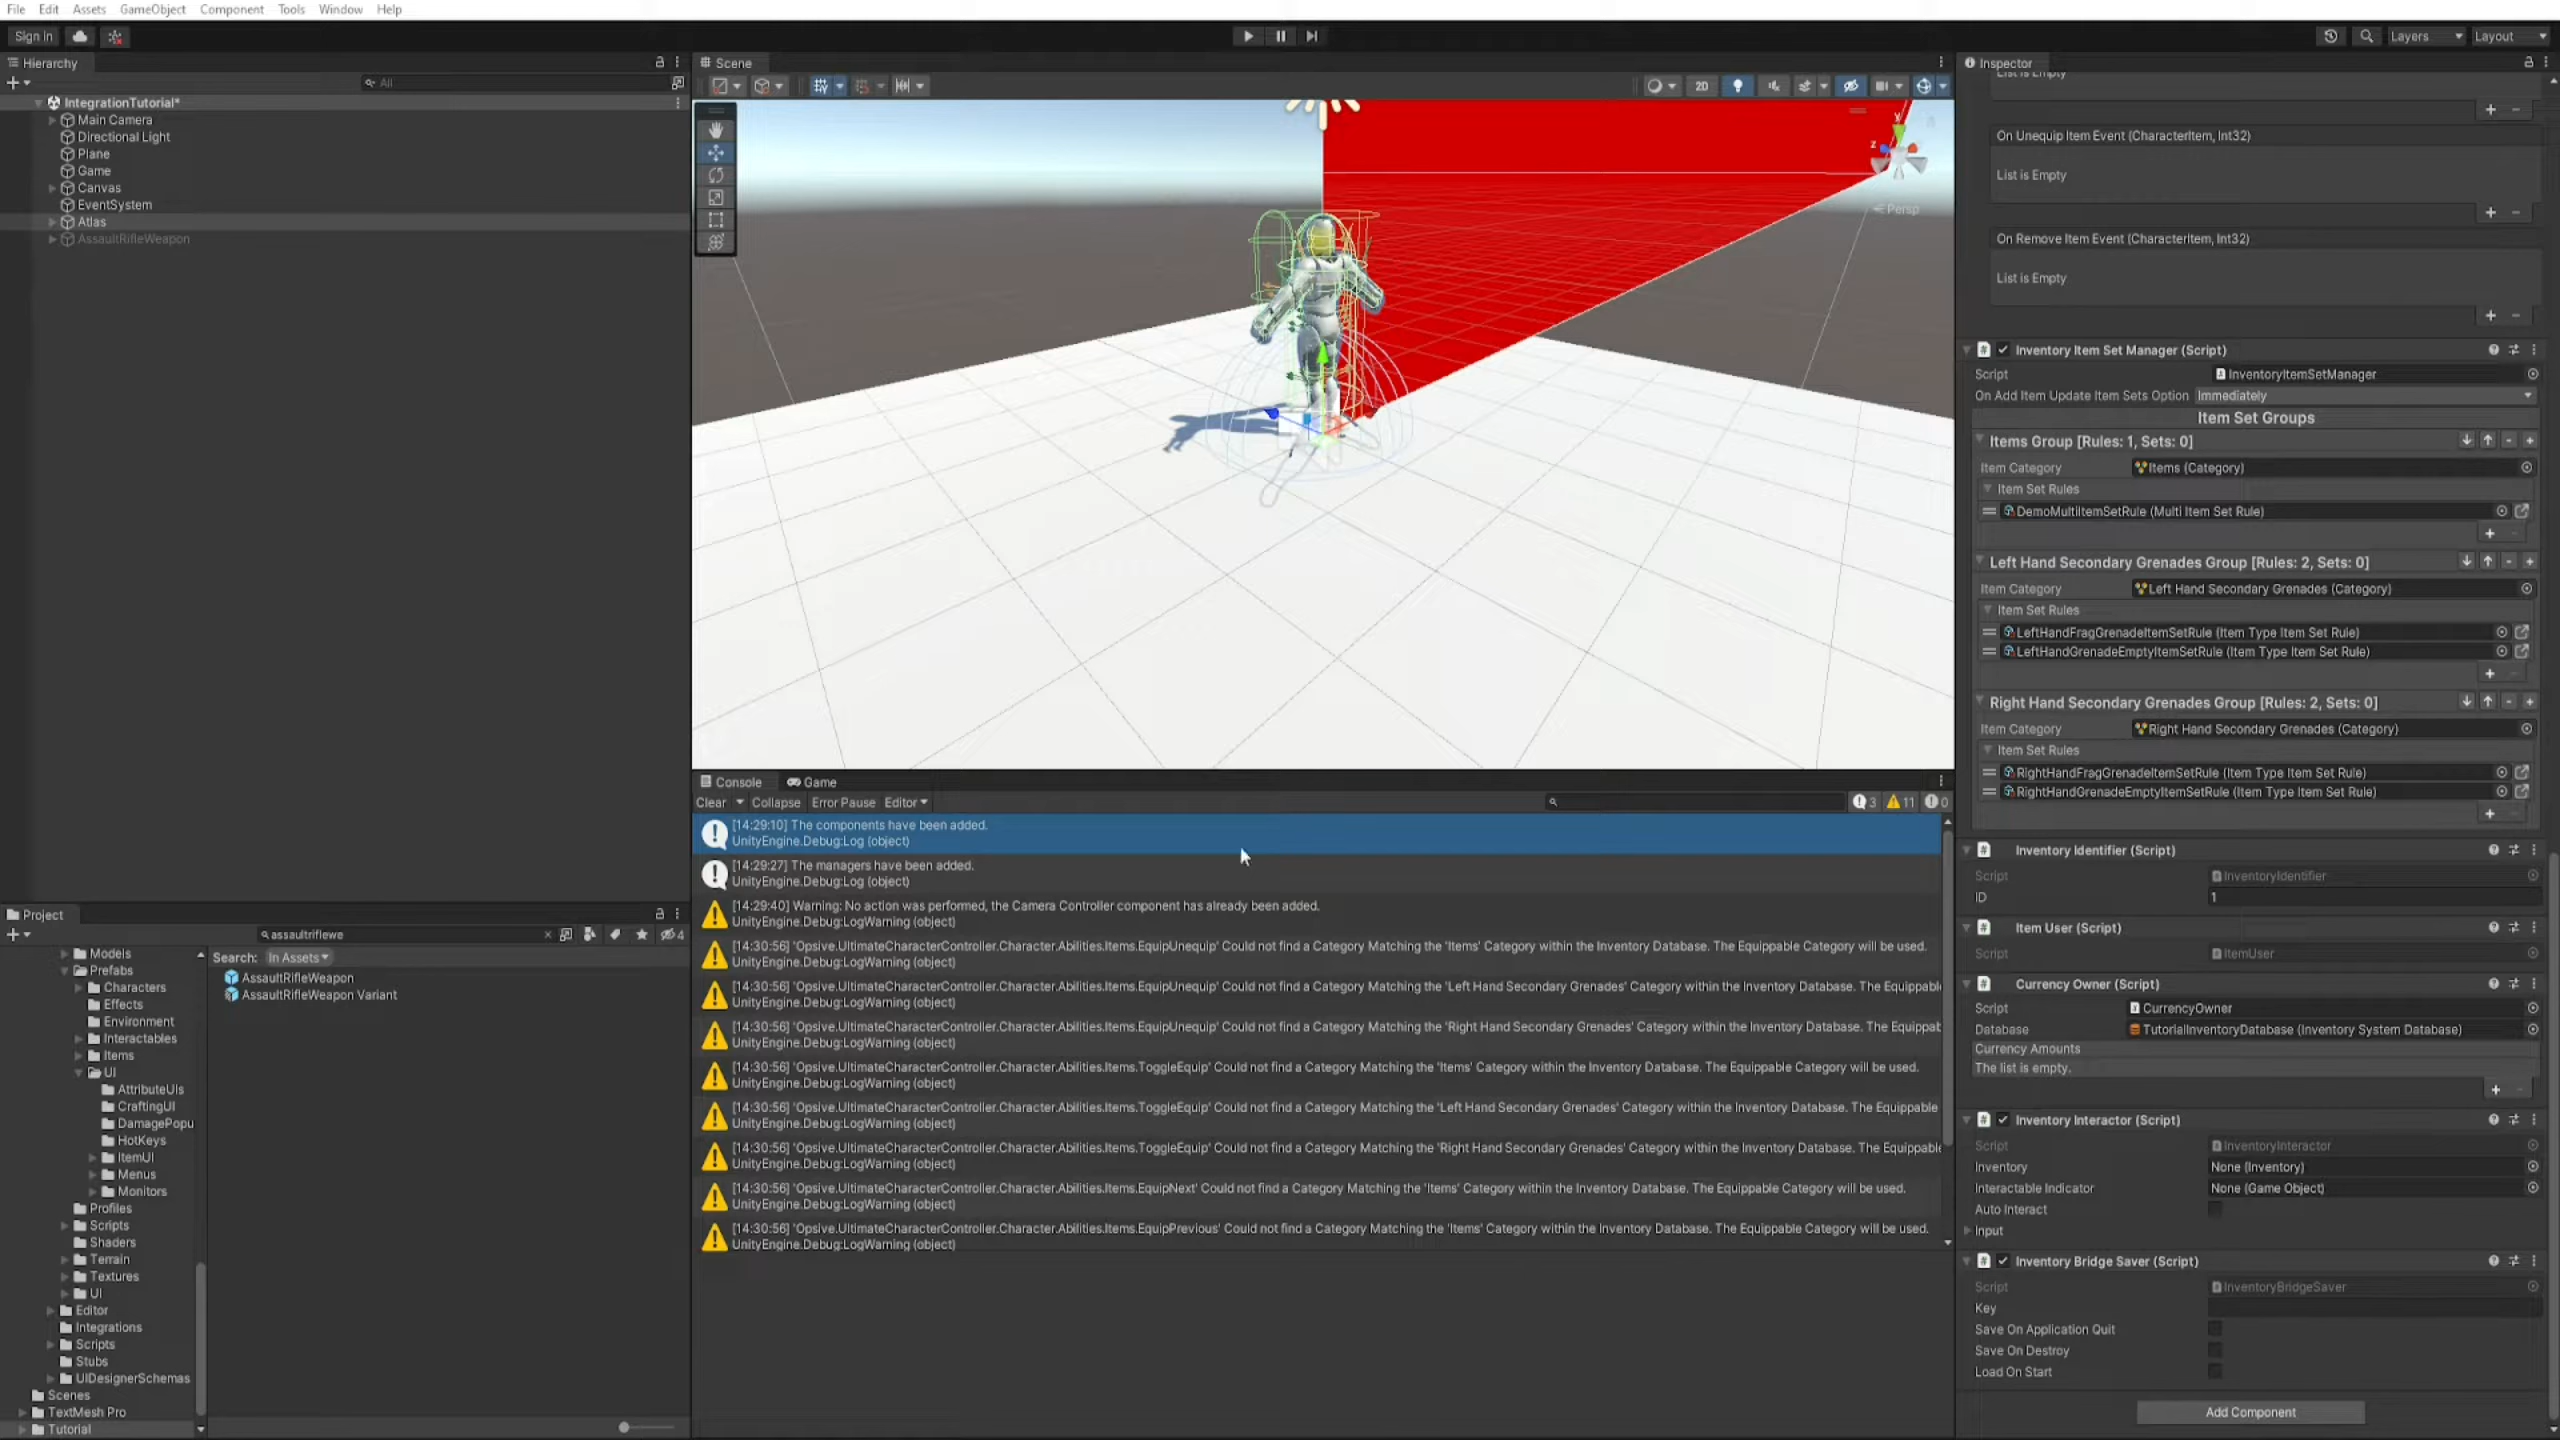 File Edit Assets GameObject Component Tools Window Help
Sign in
Layers
Layout
Hierarchy
All
IntegrationTutorial*
Main Camera
Directional Light
Plane
Game
Canvas
EventSystem
Atlas
AssaultRifleWeapon
Project
assaultriflewe
4
Models
Prefabs
Characters
Effects
Environment
Interactables
Items
UI
AttributeUIs
CraftingUI
DamagePopu
HotKeys
ItemUI
Menus
Monitors
Profiles
Scripts
Shaders
Terrain
Textures
UI
Editor
Integrations
Scripts
Stubs
UIDesignerSchemas
Scenes
TextMesh Pro
Tutorial
Search: In Assets
AssaultRifleWeapon
AssaultRifleWeapon Variant
Scene
2D
y
z
Persp
Console
Game
Clear Collapse Error Pause Editor
3 11 0
[14:29:10] The components have been added.
UnityEngine.Debug:Log (object)
[14:29:27] The managers have been added.
UnityEngine.Debug:Log (object)
[14:29:40] Warning: No action was performed, the Camera Controller component has already been added.
UnityEngine.Debug:LogWarning (object)
[14:30:56] 'Opsive.UltimateCharacterController.Character.Abilities.Items.EquipUnequip' Could not find a Category Matching the 'Items' Category within the Inventory Database. The Equippable Category will be used.
UnityEngine.Debug:LogWarning (object)
[14:30:56] 'Opsive.UltimateCharacterController.Character.Abilities.Items.EquipUnequip' Could not find a Category Matching the 'Left Hand Secondary Grenades' Category within the Inventory Database. The Equippabl
UnityEngine.Debug:LogWarning (object)
[14:30:56] 'Opsive.UltimateCharacterController.Character.Abilities.Items.EquipUnequip' Could not find a Category Matching the 'Right Hand Secondary Grenades' Category within the Inventory Database. The Equippat
UnityEngine.Debug:LogWarning (object)
[14:30:56] 'Opsive.UltimateCharacterController.Character.Abilities.Items.ToggleEquip' Could not find a Category Matching the 'Items' Category within the Inventory Database. The Equippable Category will be used.
UnityEngine.Debug:LogWarning (object)
[14:30:56] 'Opsive.UltimateCharacterController.Character.Abilities.Items.ToggleEquip' Could not find a Category Matching the 'Left Hand Secondary Grenades' Category within the Inventory Database. The Equippable
UnityEngine.Debug:LogWarning (object)
[14:30:56] 'Opsive.UltimateCharacterController.Character.Abilities.Items.ToggleEquip' Could not find a Category Matching the 'Right Hand Secondary Grenades' Category within the Inventory Database. The Equippabl
UnityEngine.Debug:LogWarning (object)
[14:30:56] 'Opsive.UltimateCharacterController.Character.Abilities.Items.EquipNext' Could not find a Category Matching the 'Items' Category within the Inventory Database. The Equippable Category will be used.
UnityEngine.Debug:LogWarning (object)
[14:30:56] 'Opsive.UltimateCharacterController.Character.Abilities.Items.EquipPrevious' Could not find a Category Matching the 'Items' Category within the Inventory Database. The Equippable Category will be used.
UnityEngine.Debug:LogWarning (object)
Inspector
List is Empty
On Unequip Item Event (CharacterItem, Int32)
List is Empty
On Remove Item Event (CharacterItem, Int32)
List is Empty
Inventory Item Set Manager (Script)
Script InventoryItemSetManager
On Add Item Update Item Sets Option Immediately
Item Set Groups
Items Group [Rules: 1, Sets: 0]
Item Category Items (Category)
Item Set Rules
DemoMultiItemSetRule (Multi Item Set Rule)
Left Hand Secondary Grenades Group [Rules: 2, Sets: 0]
Item Category Left Hand Secondary Grenades (Category)
Item Set Rules
LeftHandFragGrenadeItemSetRule (Item Type Item Set Rule)
LeftHandGrenadeEmptyItemSetRule (Item Type Item Set Rule)
Right Hand Secondary Grenades Group [Rules: 2, Sets: 0]
Item Category Right Hand Secondary Grenades (Category)
Item Set Rules
RightHandFragGrenadeItemSetRule (Item Type Item Set Rule)
RightHandGrenadeEmptyItemSetRule (Item Type Item Set Rule)
Inventory Identifier (Script)
Script InventoryIdentifier
ID 1
Item User (Script)
Script ItemUser
Currency Owner (Script)
Script CurrencyOwner
Database TutorialInventoryDatabase (Inventory System Database)
Currency Amounts
The list is empty.
Inventory Interactor (Script)
Script InventoryInteractor
Inventory None (Inventory)
Interactable Indicator None (Game Object)
Auto Interact
Input
Inventory Bridge Saver (Script)
Script InventoryBridgeSaver
Key
Save On Application Quit
Save On Destroy
Load On Start
Add Component